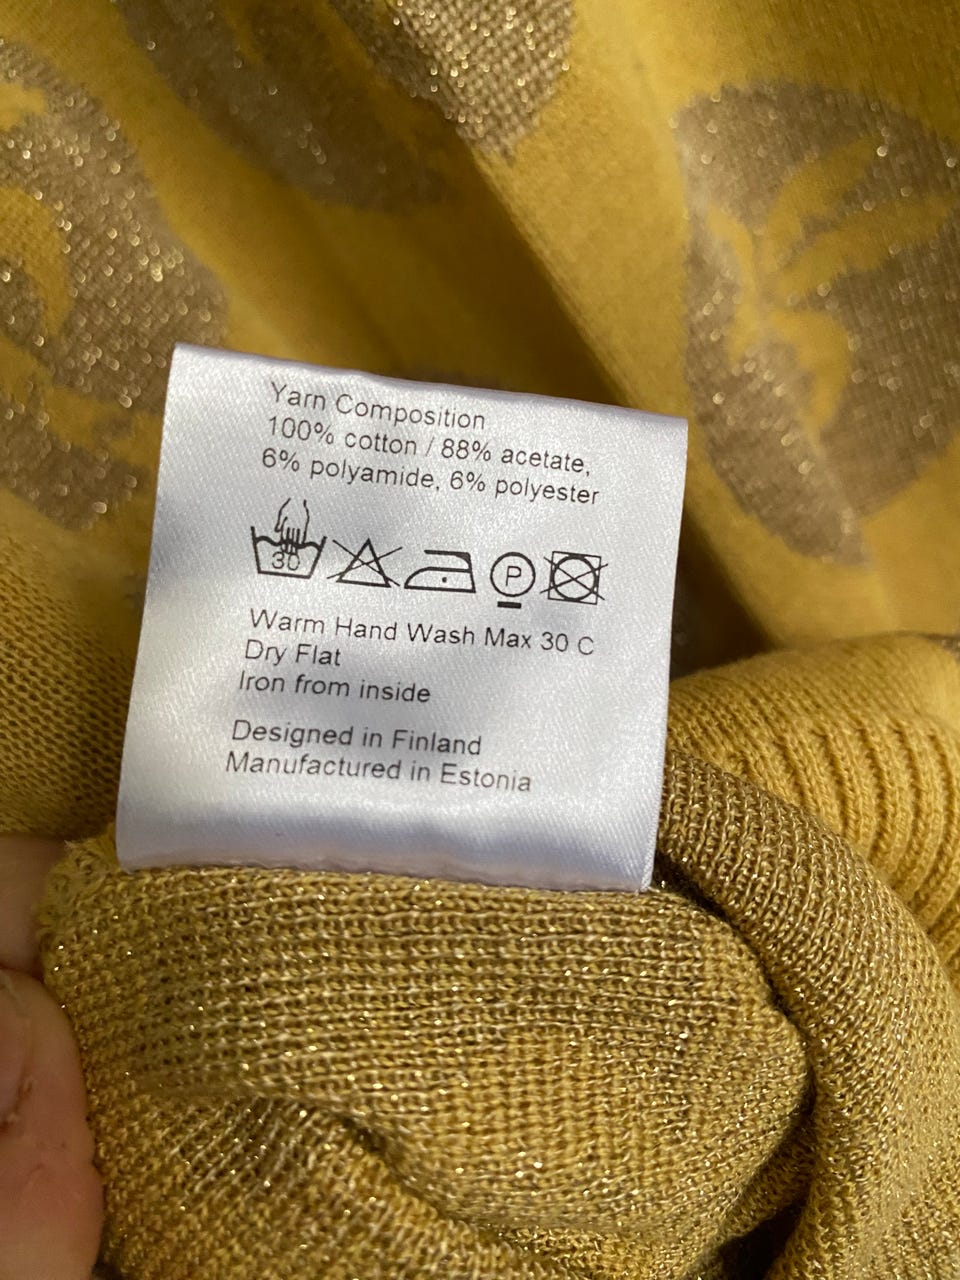 Yarn Composition
100% cotton / 88% acetate,
6% polyamide, 6% polyester
30 P
Warm Hand Wash Max 30 C
Dry Flat
Iron from inside
Designed in Finland
Manufactured in Estonia